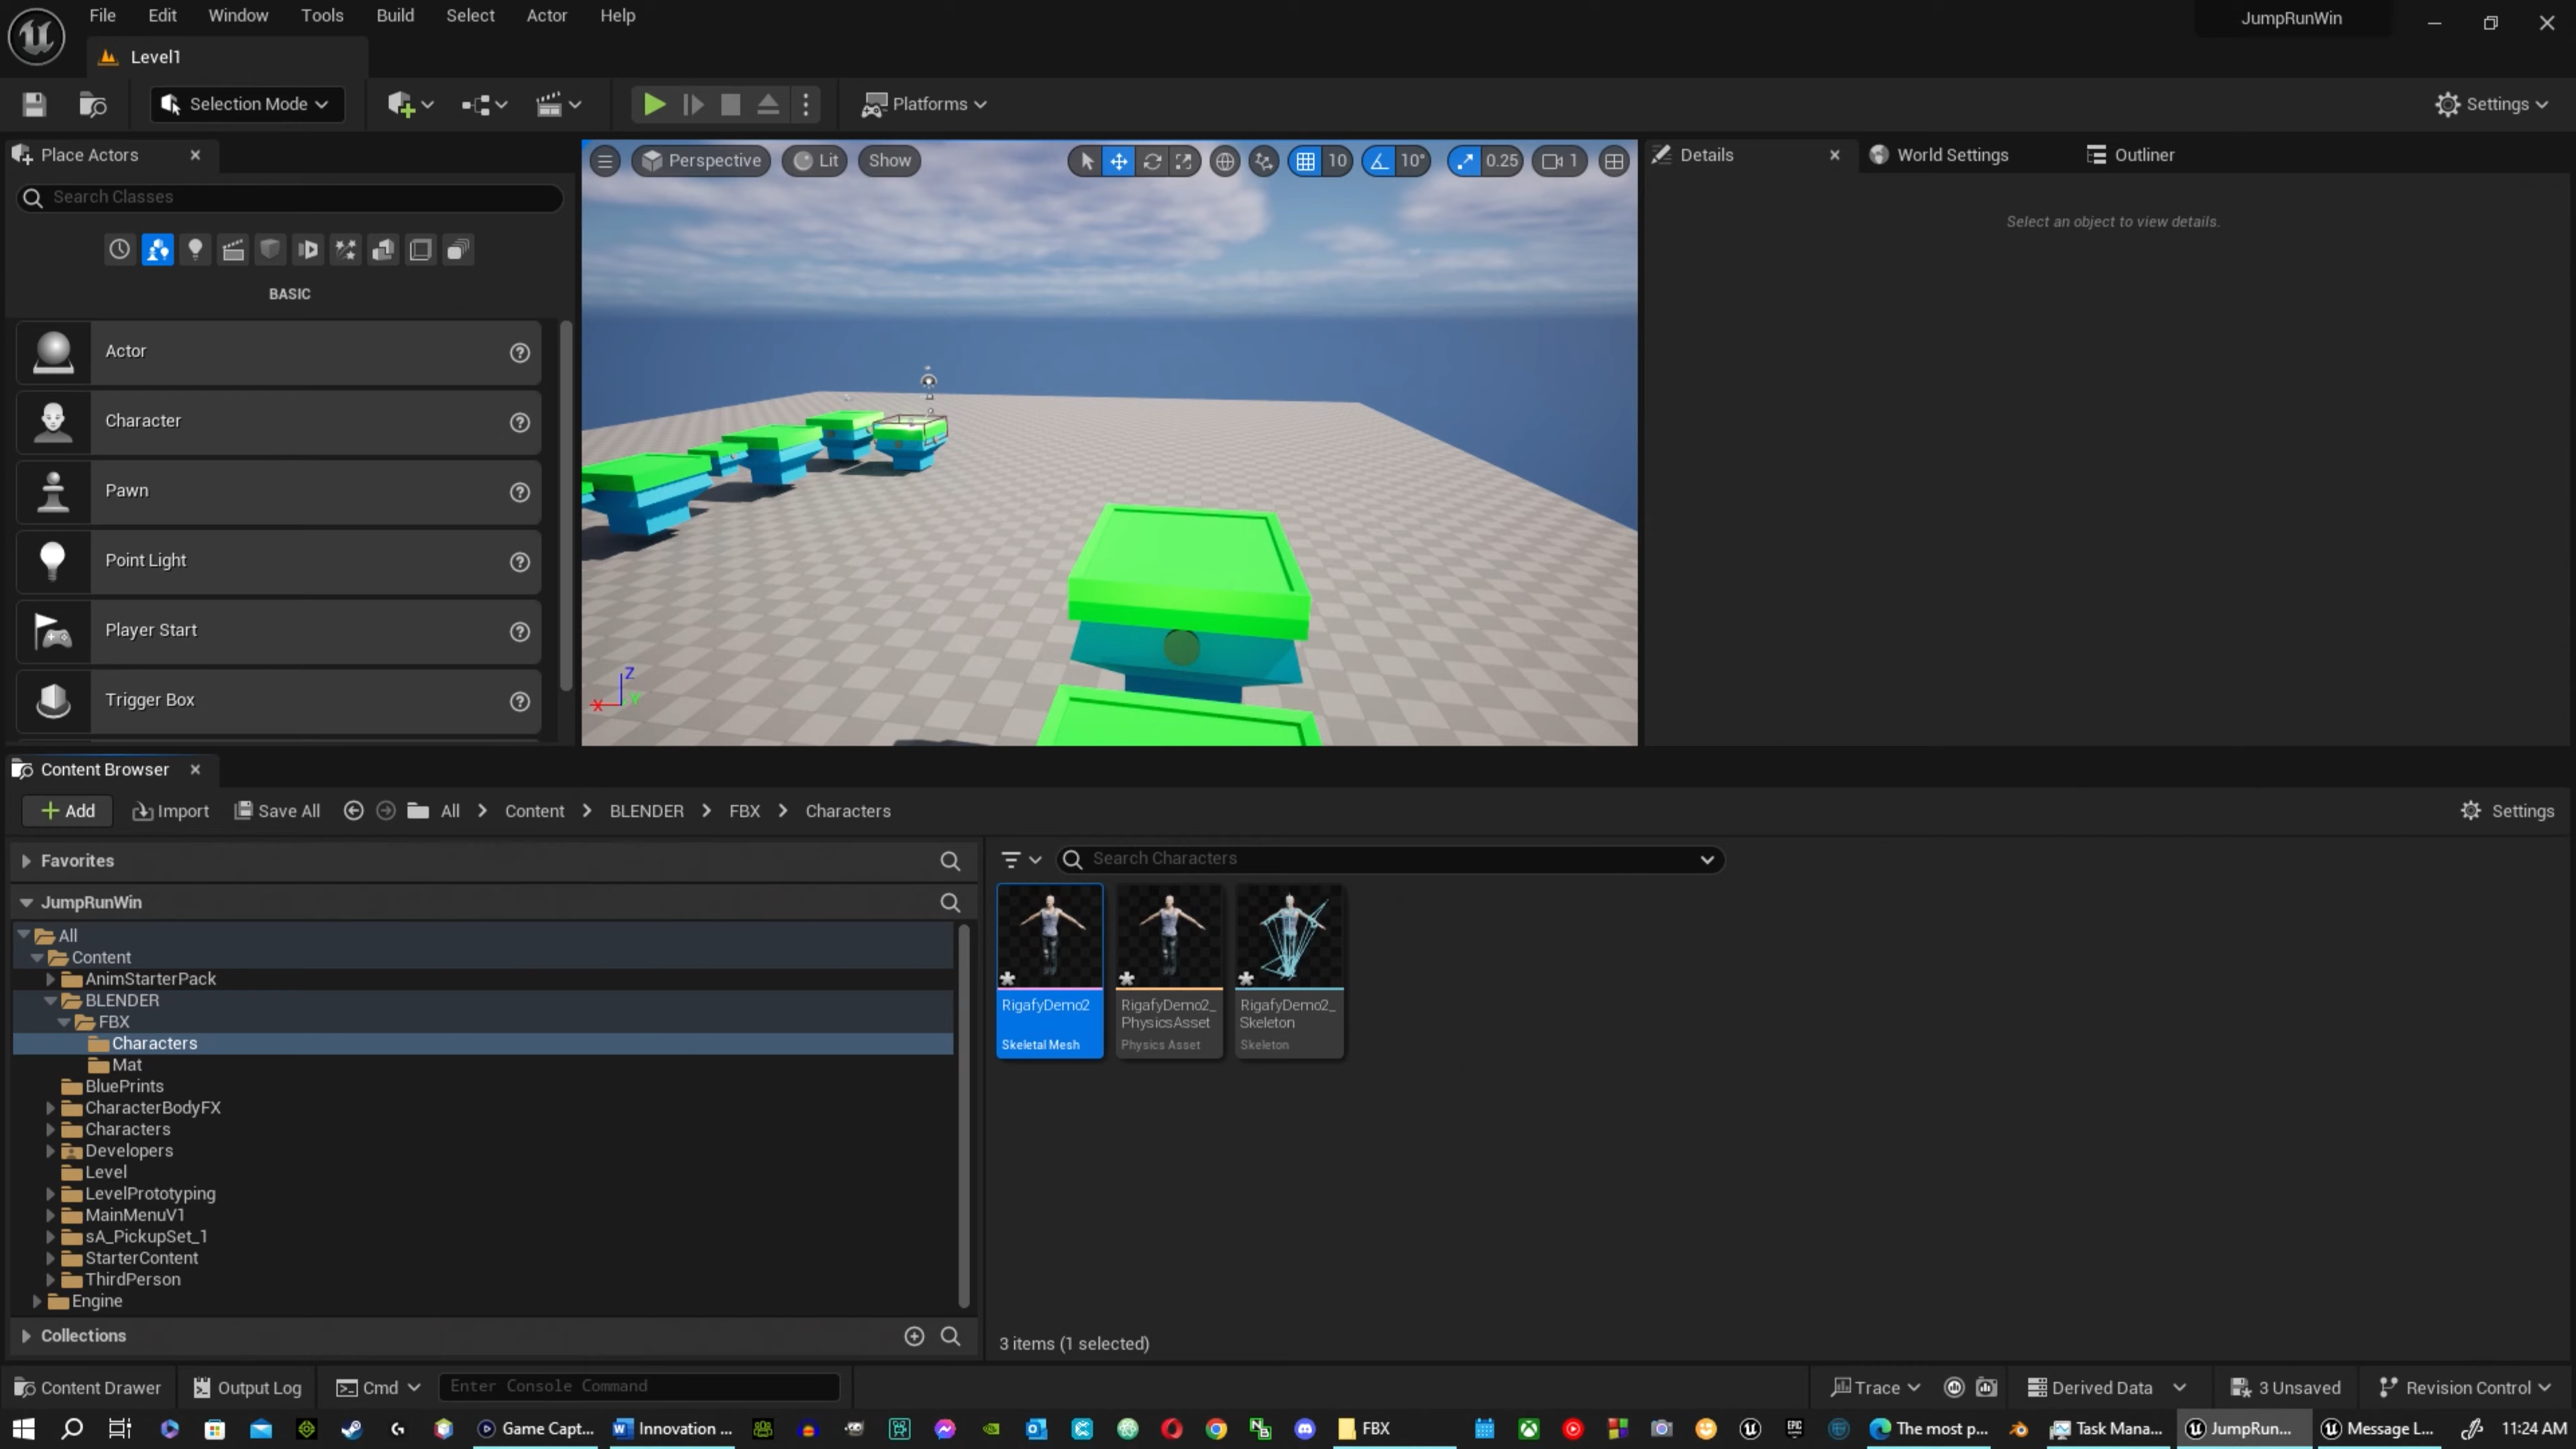 File Edit Window Tools Build Select Actor Help
JumpRunWin
Level1
Selection Mode
Platforms
Settings
Place Actors
Search Classes
BASIC
Actor
Character
Pawn
Point Light
Player Start
Trigger Box
Perspective Lit Show
10 10° 0.25 1
Z
X
Y
Details World Settings Outliner
Select an object to view details.
Content Browser
Add Import Save All All > Content > BLENDER > FBX > Characters
Settings
Favorites
JumpRunWin
All
Content
AnimStarterPack
BLENDER
FBX
Characters
Mat
BluePrints
CharacterBodyFX
Characters
Developers
Level
LevelPrototyping
MainMenuV1
sA_PickupSet_1
StarterContent
ThirdPerson
Engine
Collections
Search Characters
RigafyDemo2
Skeletal Mesh
RigafyDemo2_
PhysicsAsset
Physics Asset
RigafyDemo2_
Skeleton
Skeleton
3 items (1 selected)
Content Drawer Output Log Cmd Enter Console Command
Trace Derived Data 3 Unsaved Revision Control
Game Capt... Innovation ... FBX The most p... Task Mana... JumpRun... Message L... 11:24 AM